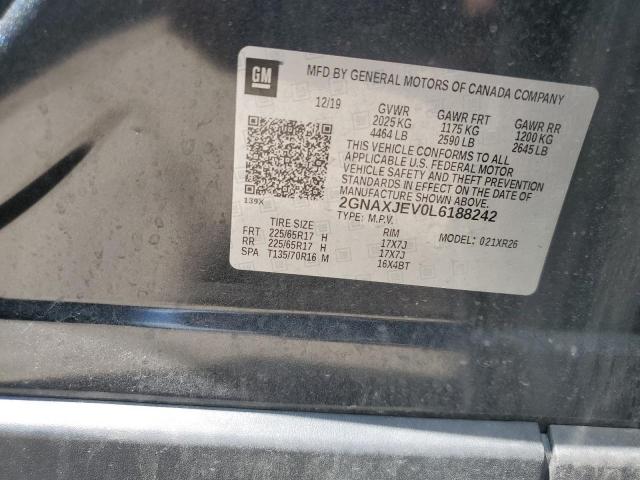 GM
MFD BY GENERAL MOTORS OF CANADA COMPANY
12/19 GVWR GAWR FRT GAWR RR
2025 KG 1175 KG 1200 KG
4464 LB 2590 LB 2645 LB
THIS VEHICLE CONFORMS TO ALL
APPLICABLE U.S. FEDERAL MOTOR
VEHICLE SAFETY AND THEFT PREVENTION
STANDARDS IN EFFECT ON THE DATE OF
MANUFACTURE SHOWN ABOVE.
139X 2GNAXJEV0L6188242
TYPE: M.P.V.
TIRE SIZE RIM MODEL: 021XR26
FRT 225/65R17 H 17X7J
RR 225/65R17 H 17X7J
SPA T135/70R16 M 16X4BT